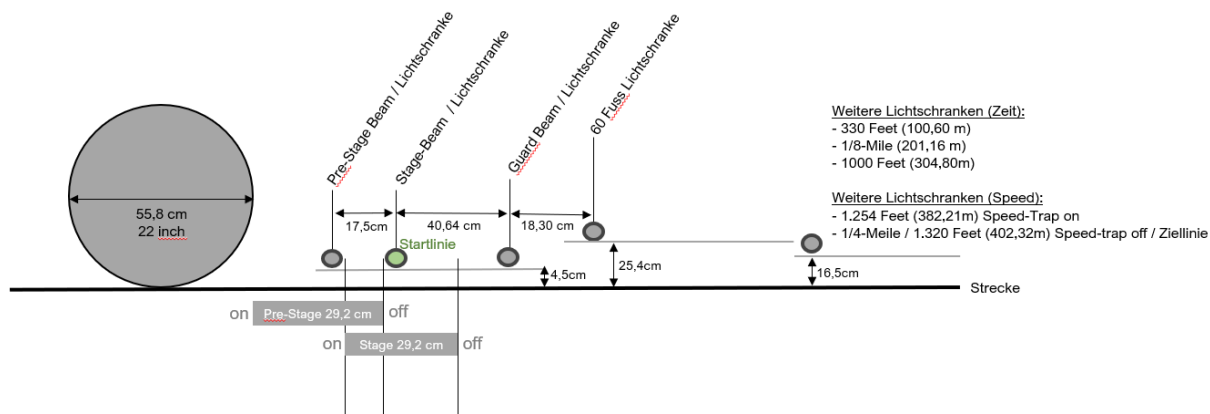 Pre-Stage Beam / Lichtschranke
Stage-Beam / Lichtschranke
Guard Beam / Lichtschranke
60 Fuss Lichtschranke
Weitere Lichtschranken (Zeit):
- 330 Feet (100,60 m)
- 1/8-Mile (201,16 m)
- 1000 Feet (304,80m)
Weitere Lichtschranken (Speed):
- 1.254 Feet (382,21m) Speed-Trap on
- 1/4-Meile / 1.320 Feet (402,32m) Speed-trap off / Ziellinie
55,8 cm
22 inch
17,5cm
40,64 cm
18,30 cm
Startlinie
4,5cm
25,4cm
16,5cm
Strecke
on Pre-Stage 29,2 cm off
on Stage 29,2 cm off